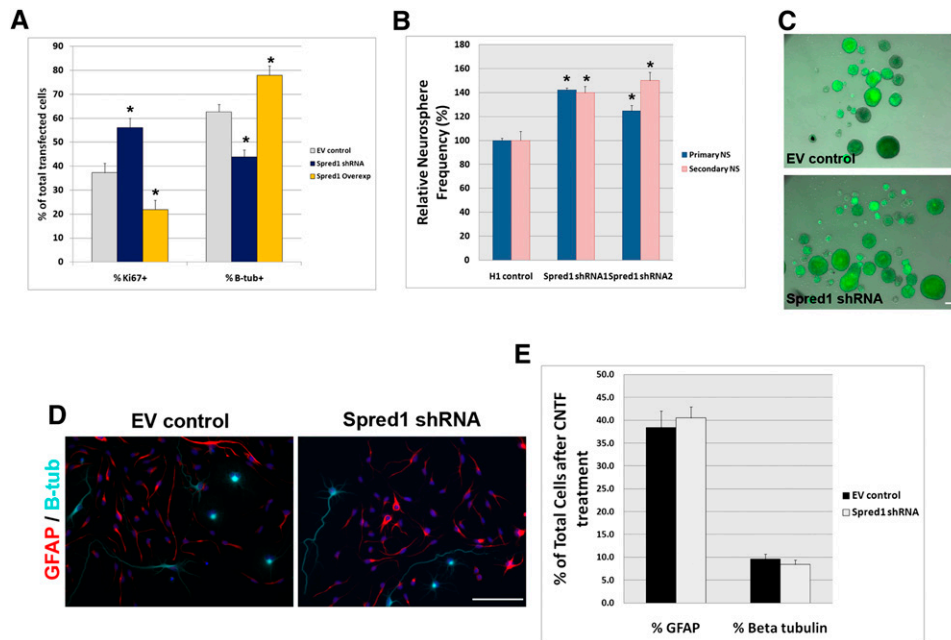 A
% of total transfected cells
90
80
70
60
50
40
30
20
10
0
*
*
*
*
% Ki67+
% B-tub+
EV control
Spred1 shRNA
Spred1 Overexp
B
Relative Neurosphere
Frequency (%)
180
160
140
120
100
80
60
40
20
0
* *
* *
H1 control
Spred1 shRNA1
Spred1 shRNA2
Primary NS
Secondary NS
C
EV control
Spred1 shRNA
D
EV control
Spred1 shRNA
GFAP / B-tub
E
% of Total Cells after CNTF
treatment
50.0
45.0
40.0
35.0
30.0
25.0
20.0
15.0
10.0
5.0
0.0
% GFAP
% Beta tubulin
EV control
Spred1 shRNA